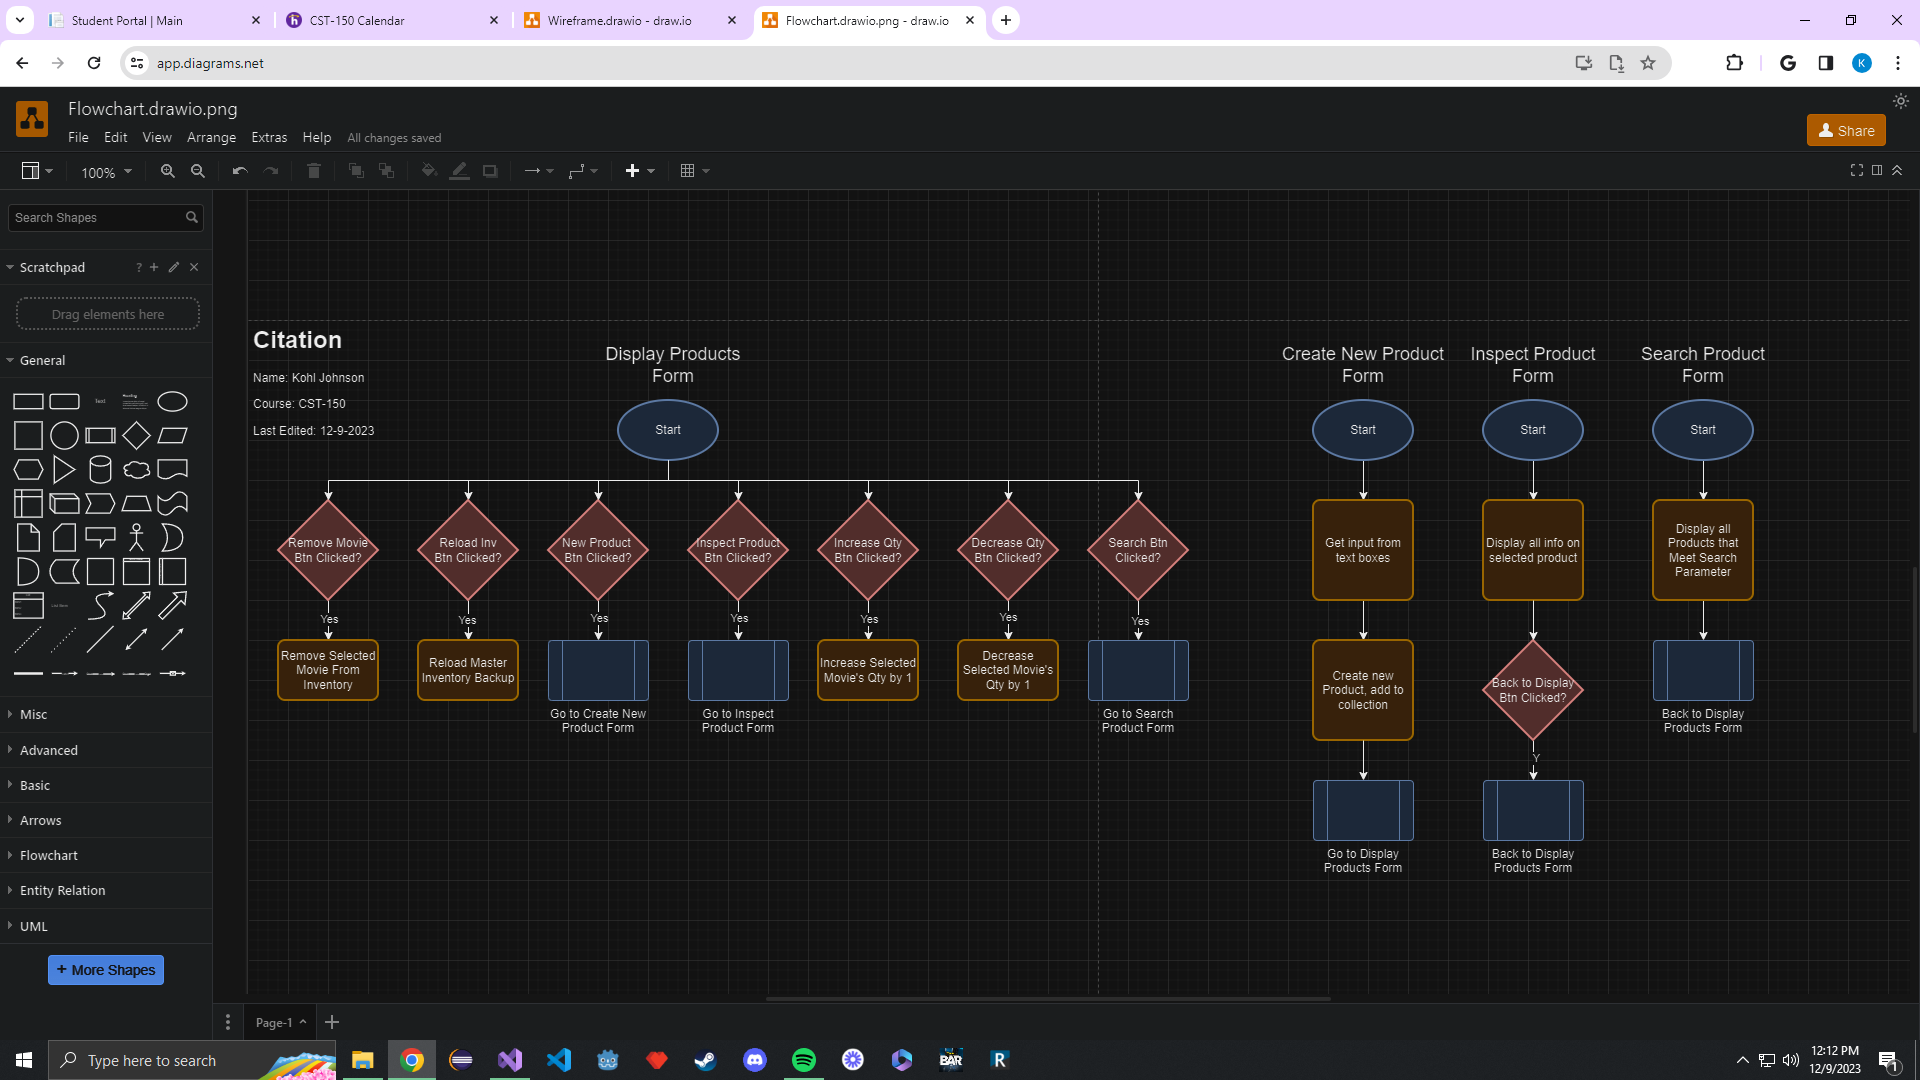 Student Portal | Main
CST-150 Calendar
Wireframe.drawio - draw.io
Flowchart.drawio.png - draw.io
app.diagrams.net
K
Flowchart.drawio.png
File Edit View Arrange Extras Help All changes saved
Share
100%
Search Shapes
Scratchpad
?
Drag elements here
General
Text
Heading
Misc
Advanced
Basic
Arrows
Flowchart
Entity Relation
UML
+ More Shapes
Citation
Name: Kohl Johnson
Course: CST-150
Last Edited: 12-9-2023
Display Products
Form
Start
Remove Movie
Btn Clicked?
Reload Inv
Btn Clicked?
New Product
Btn Clicked?
Inspect Product
Btn Clicked?
Increase Qty
Btn Clicked?
Decrease Qty
Btn Clicked?
Search Btn
Clicked?
Yes
Yes
Yes
Yes
Yes
Yes
Yes
Remove Selected
Movie From
Inventory
Reload Master
Inventory Backup
Go to Create New
Product Form
Go to Inspect
Product Form
Increase Selected
Movie's Qty by 1
Decrease
Selected Movie's
Qty by 1
Go to Search
Product Form
Create New Product
Form
Start
Get input from
text boxes
Create new
Product, add to
collection
Go to Display
Products Form
Inspect Product
Form
Start
Display all info on
selected product
Back to Display
Btn Clicked?
Y
Back to Display
Products Form
Search Product
Form
Start
Display all
Products that
Meet Search
Parameter
Back to Display
Products Form
Page-1
Type here to search
BAR
R
12:12 PM
12/9/2023
1